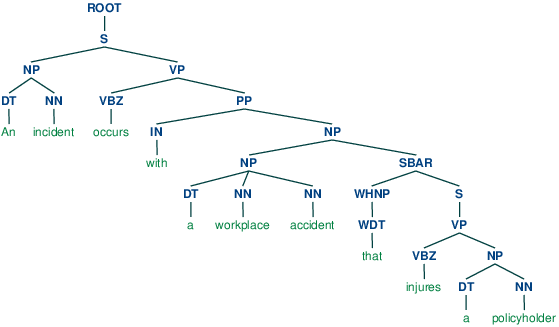 ROOT
S
NP VP
DT NN VBZ PP
An incident occurs IN NP
with NP SBAR
DT NN NN WHNP S
a workplace accident WDT VP
that VBZ NP
injures DT NN
a policyholder